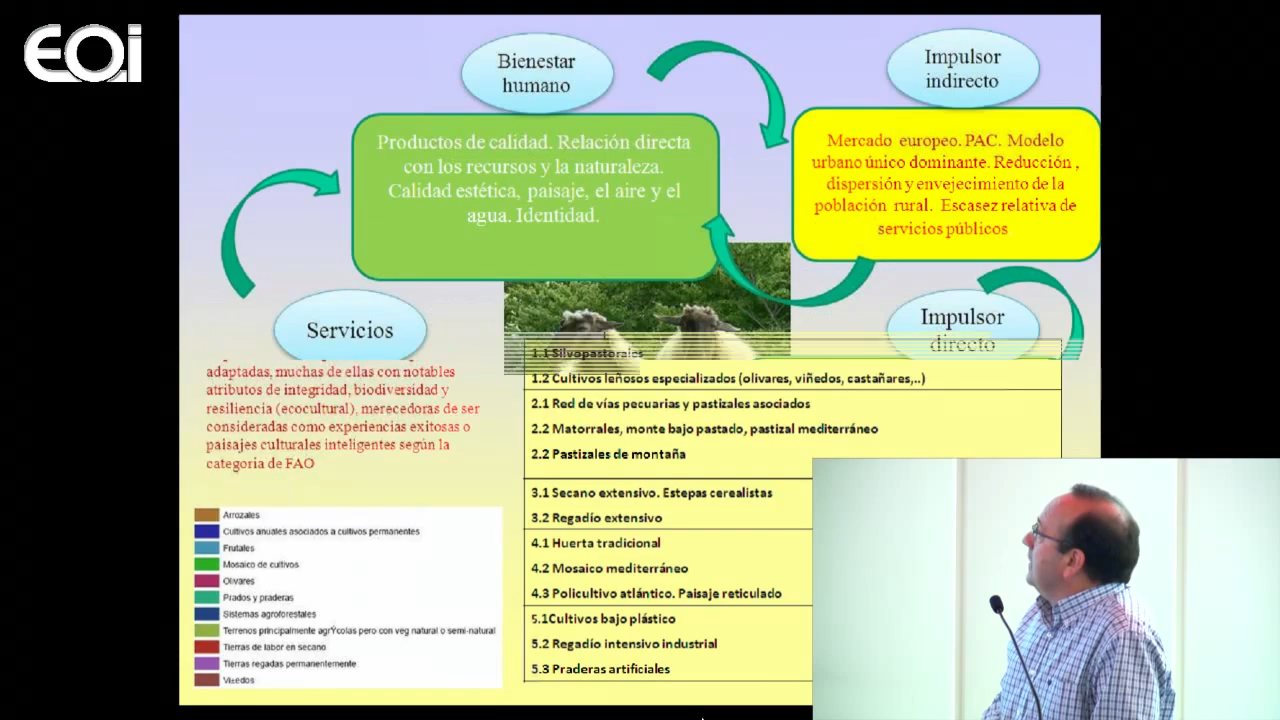 EOi
Bienestar
humano
Impulsor
indirecto
Productos de calidad. Relación directa
con los recursos y la naturaleza.
Calidad estética, paisaje, el aire y el
agua. Identidad.
Mercado europeo. PAC. Modelo
urbano único dominante. Reducción ,
dispersión y envejecimiento de la
población rural. Escasez relativa de
servicios públicos
Servicios
Impulsor
directo
adaptadas, muchas de ellas con notables
atributos de integridad, biodiversidad y
resiliencia (ecocultural), merecedoras de ser
consideradas como experiencias exitosas o
paisajes culturales inteligentes según la
categoria de FAO
1.1 Silvopastorales
1.2 Cultivos leñosos especializados (olivares, viñedos, castañares,..)
2.1 Red de vías pecuarias y pastizales asociados
2.2 Matorrales, monte bajo pastado, pastizal mediterráneo
2.2 Pastizales de montaña
3.1 Secano extensivo. Estepas cerealistas
3.2 Regadío extensivo
4.1 Huerta tradicional
4.2 Mosaico mediterráneo
4.3 Policultivo atlántico. Paisaje reticulado
5.1Cultivos bajo plástico
5.2 Regadío intensivo industrial
5.3 Praderas artificiales
Arrozales
Cultivos anuales asociados a cultivos permanentes
Frutales
Mosaico de cultivos
Olivares
Prados y praderas
Sistemas agroforestales
Terrenos principalmente agrŸcolas pero con veg natural o semi-natural
Tierras de labor en secano
Tierras regadas permanentemente